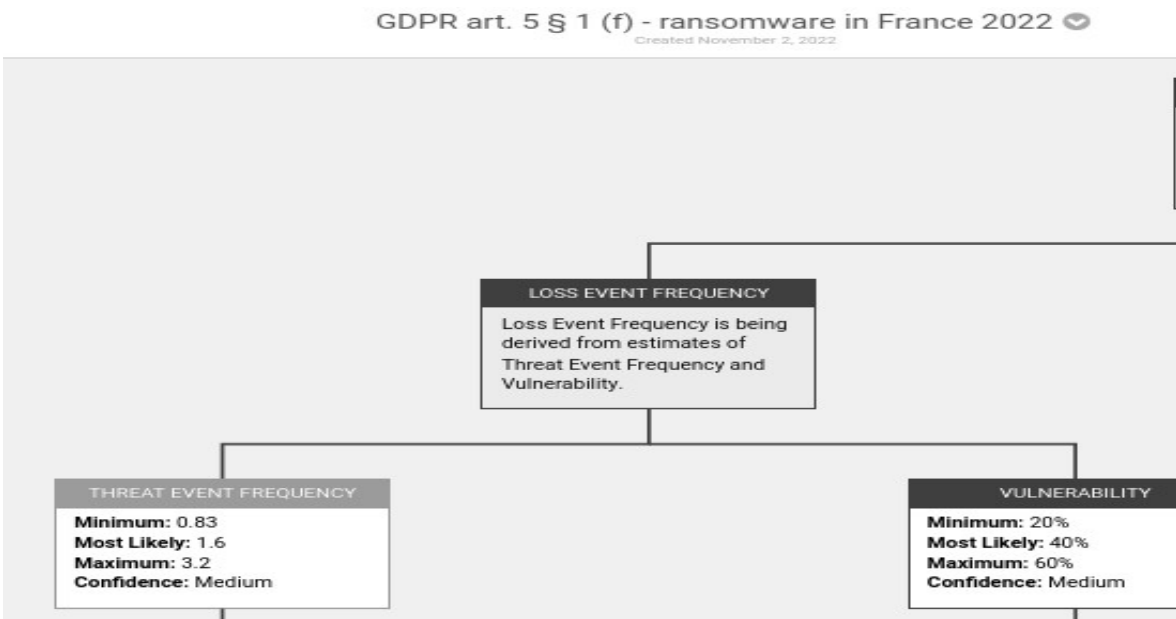 GDPR art. 5 § 1 (f) - ransomware in France 2022
Created November 2, 2022
LOSS EVENT FREQUENCY
Loss Event Frequency is being
derived from estimates of
Threat Event Frequency and
Vulnerability.
THREAT EVENT FREQUENCY
Minimum: 0.83
Most Likely: 1.6
Maximum: 3.2
Confidence: Medium
VULNERABILITY
Minimum: 20%
Most Likely: 40%
Maximum: 60%
Confidence: Medium